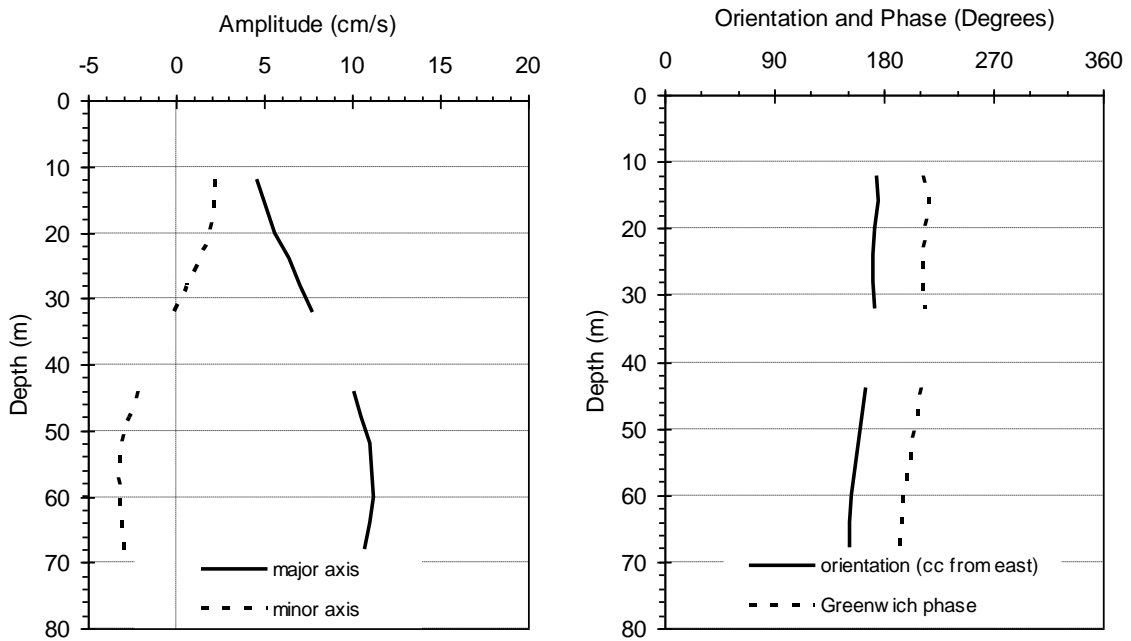 Amplitude (cm/s)
-5 0 5 10 15 20
0
10
20
30
40
50
60
70
80
Depth (m)
major axis
minor axis
Orientation and Phase (Degrees)
0 90 180 270 360
0
10
20
30
40
50
60
70
80
Depth (m)
orientation (cc from east)
Greenwich phase